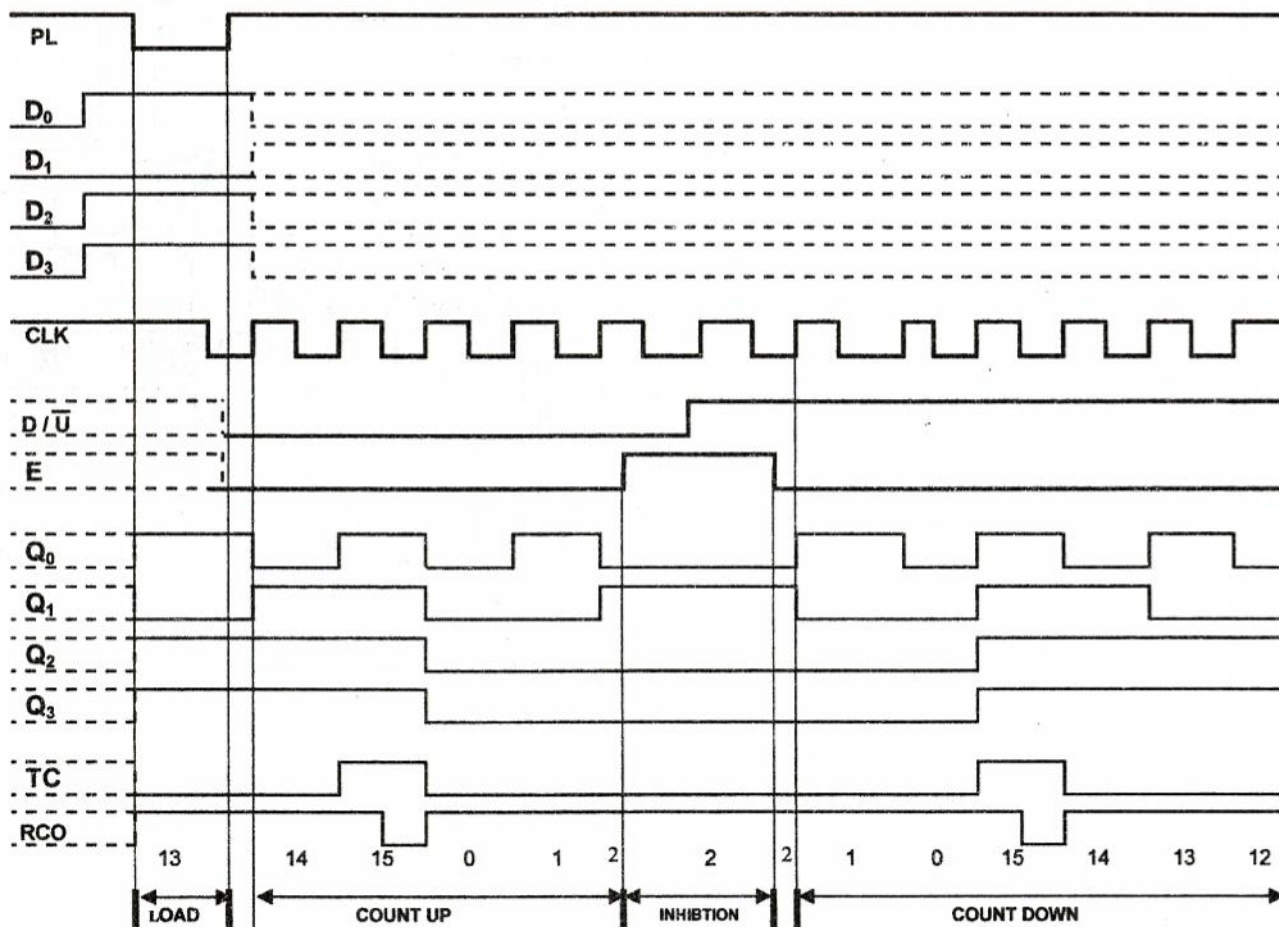 PL
D₀
D₁
D₂
D₃
CLK
D / U̅
E
Q₀
Q₁
Q₂
Q₃
TC
RCO
13 14 15 0 1 2 2 2 1 0 15 14 13 12
LOAD COUNT UP INHIBTION COUNT DOWN